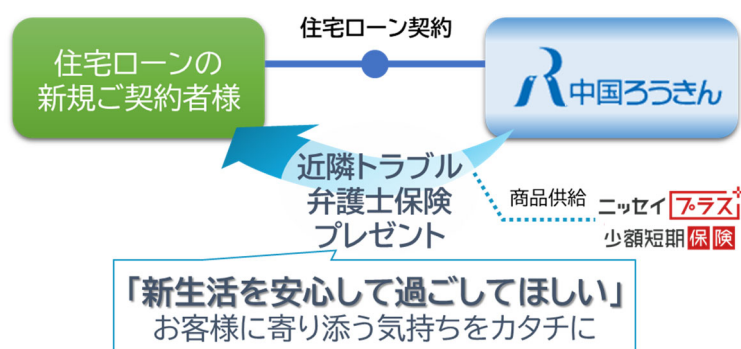 住宅ローン契約
住宅ローンの
新規ご契約者様
中国ろうきん
近隣トラブル
弁護士保険
プレゼント
商品供給
ニッセイプラス
少額短期保険
「新生活を安心して過ごしてほしい」
お客様に寄り添う気持ちをカタチに